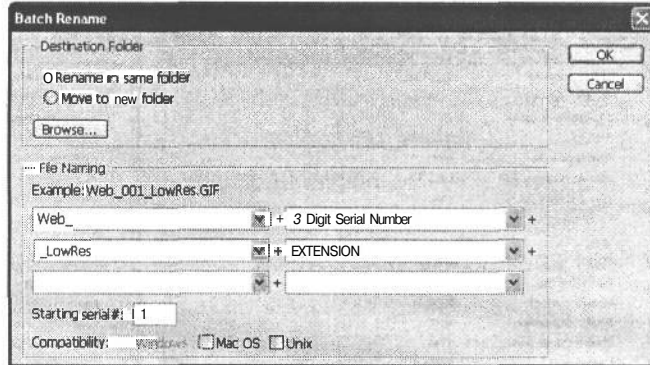 Batch Rename
Destination Folder
OK
Rename in same folder
Cancel
Move to new folder
Browse...
File Naming
Example: Web_001_LowRes.GIF
Web_ + 3 Digit Serial Number +
_LowRes + EXTENSION +
+
Starting serial#: 1
Compatibility: Windows Mac OS Unix